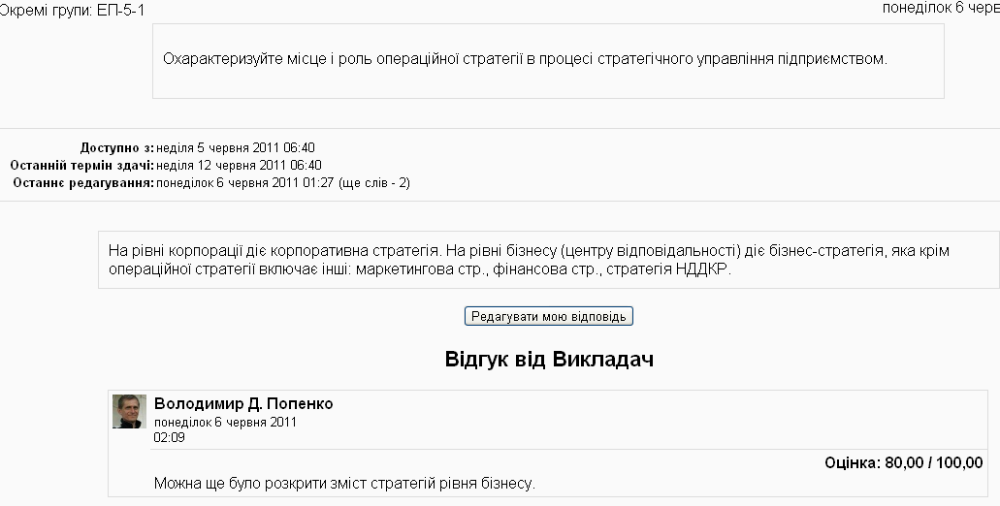 Окремі групи: ЕП-5-1
понеділок 6 черв
Охарактеризуйте місце і роль операційної стратегії в процесі стратегічного управління підприємством.
Доступно з: неділя 5 червня 2011 06:40
Останній термін здачі: неділя 12 червня 2011 06:40
Останнє редагування: понеділок 6 червня 2011 01:27 (ще слів - 2)
На рівні корпорації діє корпоративна стратегія. На рівні бізнесу (центру відповідальності) діє бізнес-стратегія, яка крім
операційної стратегії включає інші: маркетингова стр., фінансова стр., стратегія НДДКР.
Редагувати мою відповідь
Відгук від Викладач
Володимир Д. Попенко
понеділок 6 червня 2011
02:09
Оцінка: 80,00 / 100,00
Можна ще було розкрити зміст стратегій рівня бізнесу.